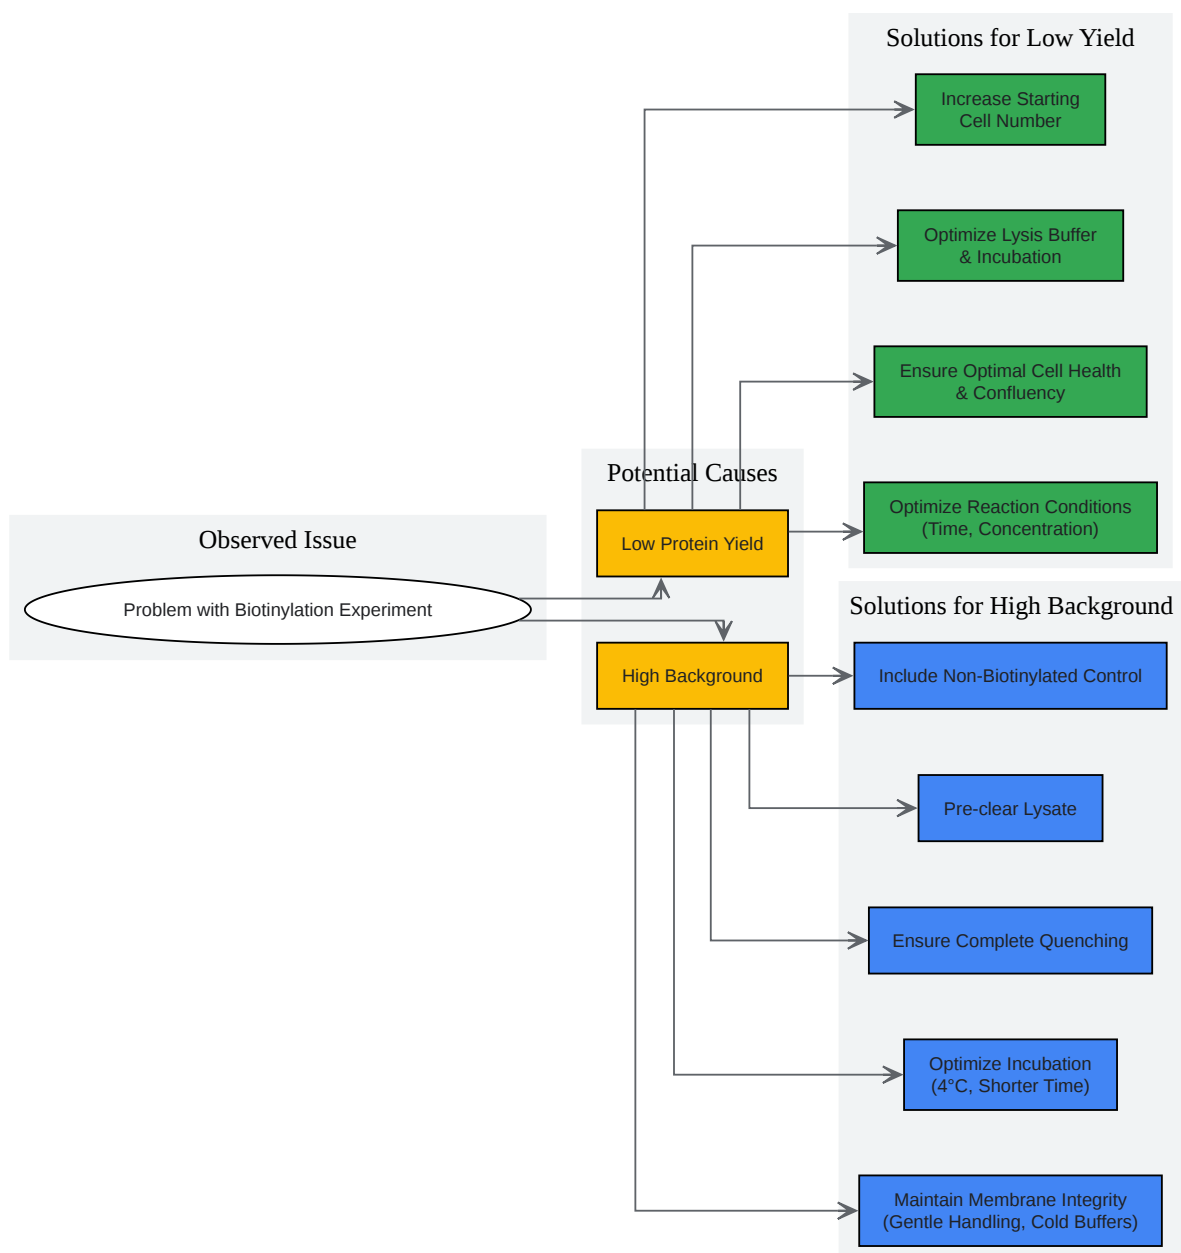 Solutions for Low Yield
Increase Starting
Cell Number
Optimize Lysis Buffer
& Incubation
Ensure Optimal Cell Health
& Confluency
Potential Causes
Optimize Reaction Conditions
(Time, Concentration)
Observed Issue
Low Protein Yield
Problem with Biotinylation Experiment
Solutions for High Background
High Background
Include Non-Biotinylated Control
Pre-clear Lysate
Ensure Complete Quenching
Optimize Incubation
(4°C, Shorter Time)
Maintain Membrane Integrity
(Gentle Handling, Cold Buffers)